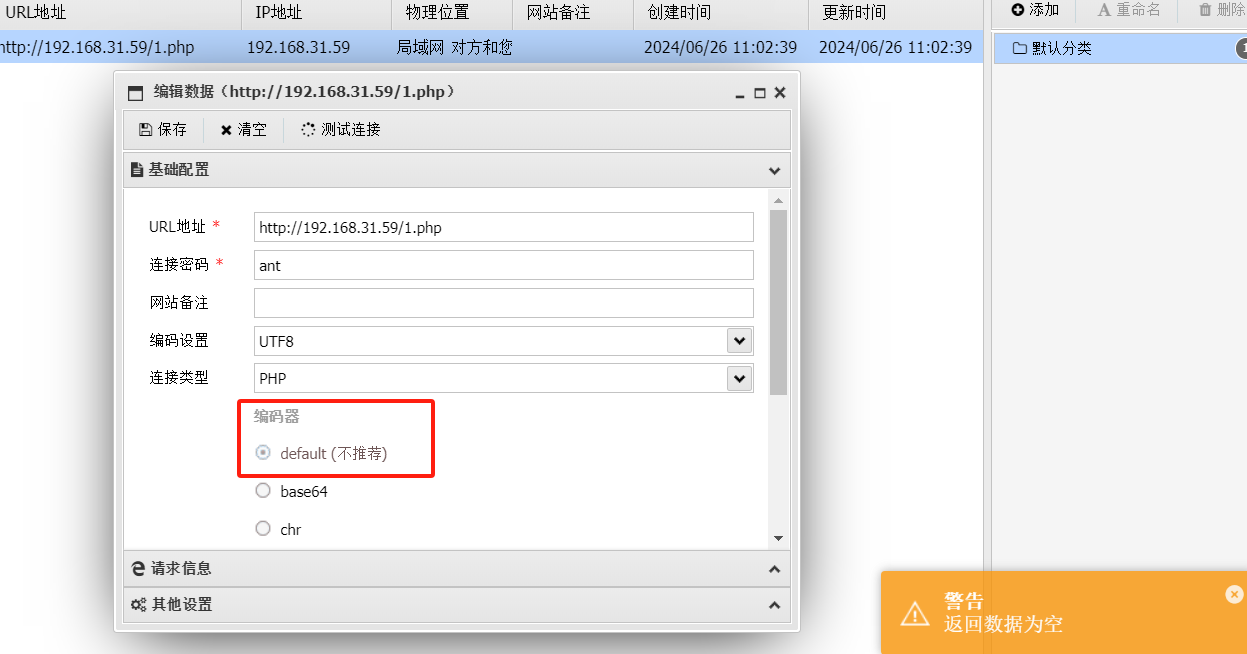 URL地址 IP地址 物理位置 网站备注 创建时间 更新时间 添加 重命名 删除
http://192.168.31.59/1.php 192.168.31.59 局域网 对方和您 2024/06/26 11:02:39 2024/06/26 11:02:39 默认分类 1
编辑数据（http://192.168.31.59/1.php）
保存 清空 测试连接
基础配置
URL地址 * http://192.168.31.59/1.php
连接密码 * ant
网站备注
编码设置 UTF8
连接类型 PHP
编码器
default (不推荐)
base64
chr
请求信息
其他设置
警告
返回数据为空